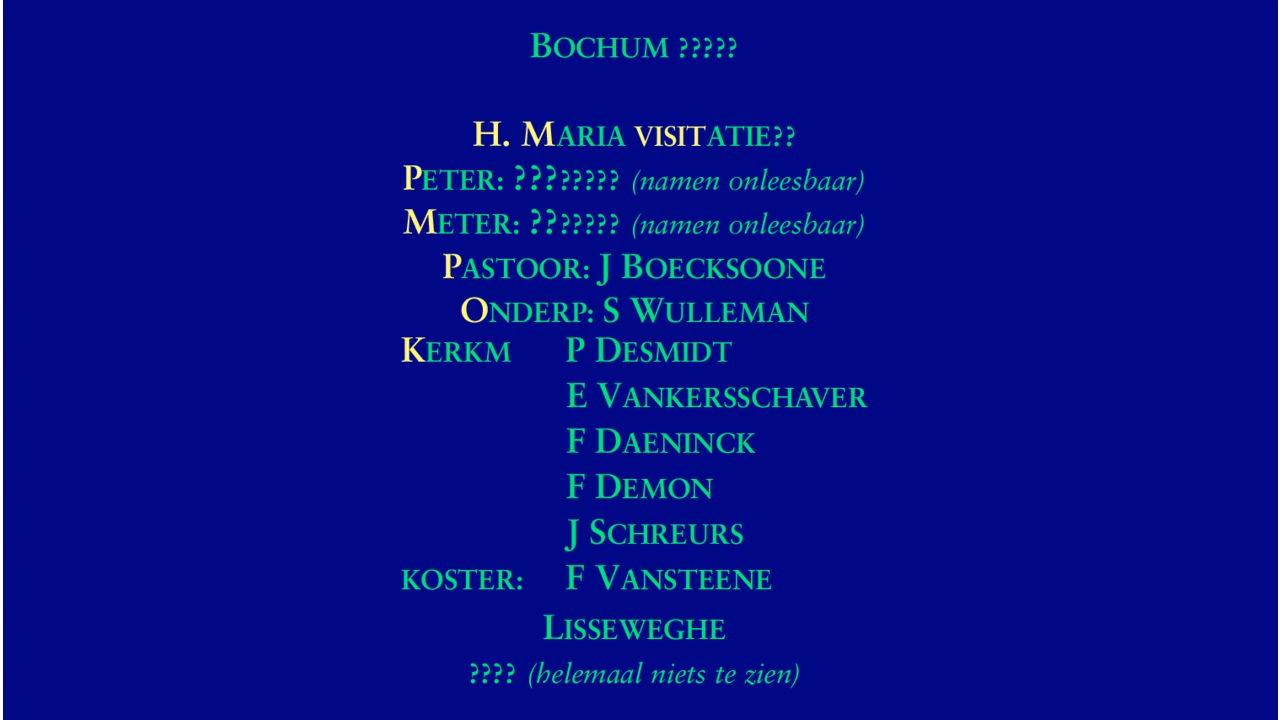 BOCHUM ?????
H. MARIA VISITATIE??
PETER: ???????? (namen onleesbaar)
METER: ???????? (namen onleesbaar)
PASTOOR: J BOECKSOONE
ONDERP: S WULLEMAN
KERKM P DESMIDT
E VANKERSSCHAVER
F DAENINCK
F DEMON
J SCHREURS
KOSTER: F VANSTEENE
LISSEWEGHE
???? (helemaal niets te zien)